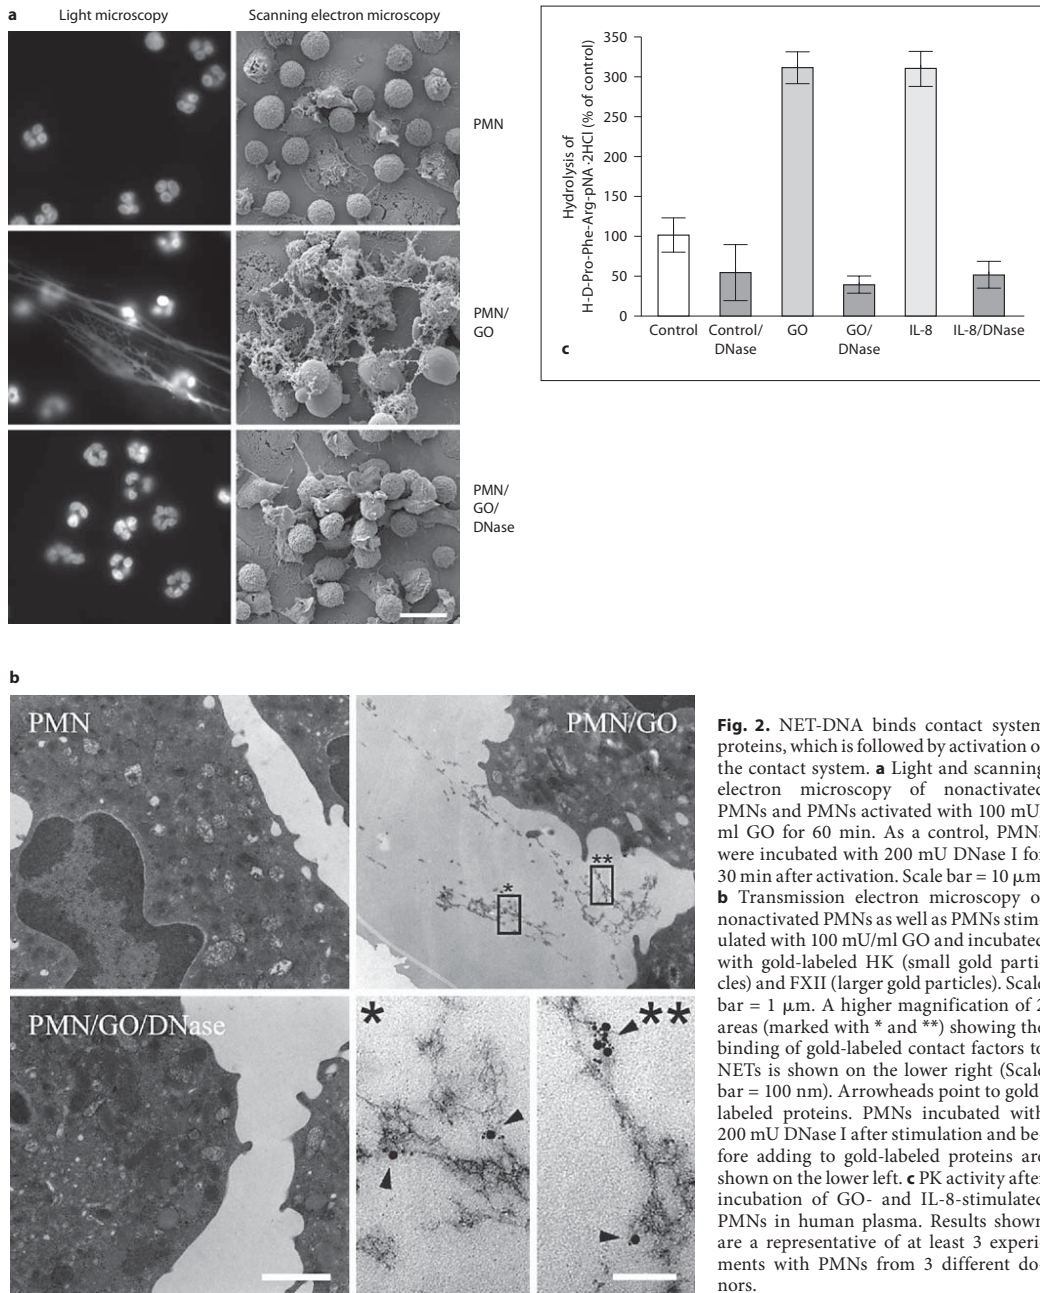 a
Light microscopy
Scanning electron microscopy
PMN
PMN/
GO
PMN/
GO/
DNase
350
300
250
200
150
100
50
0
Hydrolysis of
H-D-Pro-Phe-Arg-pNA·2HCl (% of control)
Control
Control/
DNase
GO
GO/
DNase
IL-8
IL-8/DNase
c
b
PMN
PMN/GO
*
**
PMN/GO/DNase
*
**
Fig. 2. NET-DNA binds contact system
proteins, which is followed by activation o
the contact system. a Light and scanning
electron microscopy of nonactivated
PMNs and PMNs activated with 100 mU/
ml GO for 60 min. As a control, PMNs
were incubated with 200 mU DNase I for
30 min after activation. Scale bar = 10 μm
b Transmission electron microscopy o
nonactivated PMNs as well as PMNs stim
ulated with 100 mU/ml GO and incubated
with gold-labeled HK (small gold parti
cles) and FXII (larger gold particles). Scale
bar = 1 μm. A higher magnification of 2
areas (marked with * and **) showing the
binding of gold-labeled contact factors to
NETs is shown on the lower right (Scale
bar = 100 nm). Arrowheads point to gold
labeled proteins. PMNs incubated with
200 mU DNase I after stimulation and be
fore adding to gold-labeled proteins are
shown on the lower left. c PK activity after
incubation of GO- and IL-8-stimulated
PMNs in human plasma. Results shown
are a representative of at least 3 experi
ments with PMNs from 3 different do
nors.